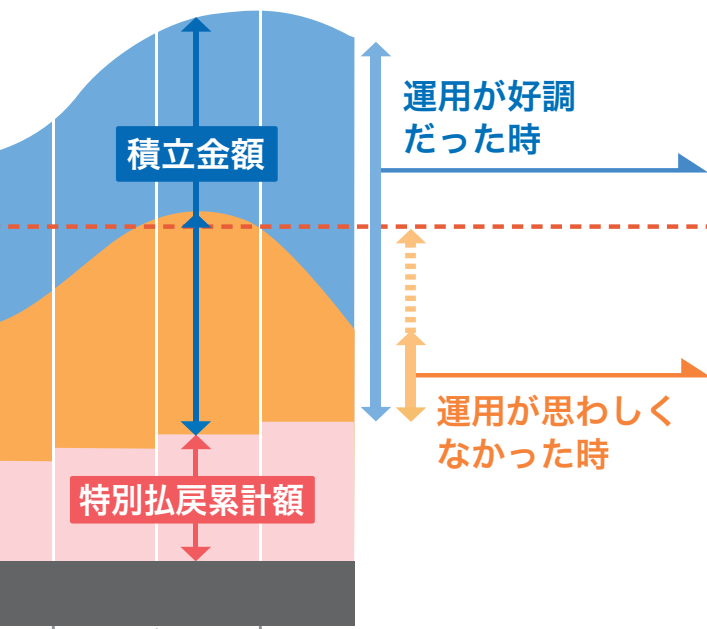 運用が好調
だった時
積立金額
運用が思わしく
なかった時
特別払戻累計額